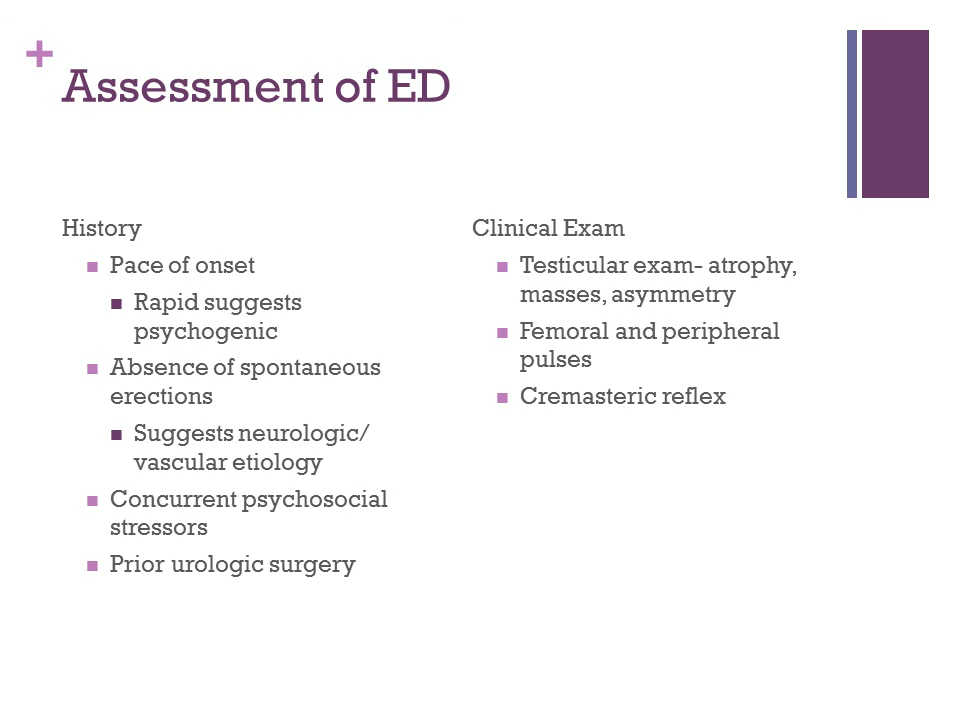 +
Assessment of ED
History
Pace of onset
Rapid suggests
psychogenic
Absence of spontaneous
erections
Suggests neurologic/
vascular etiology
Concurrent psychosocial
stressors
Prior urologic surgery
Clinical Exam
Testicular exam- atrophy,
masses, asymmetry
Femoral and peripheral
pulses
Cremasteric reflex